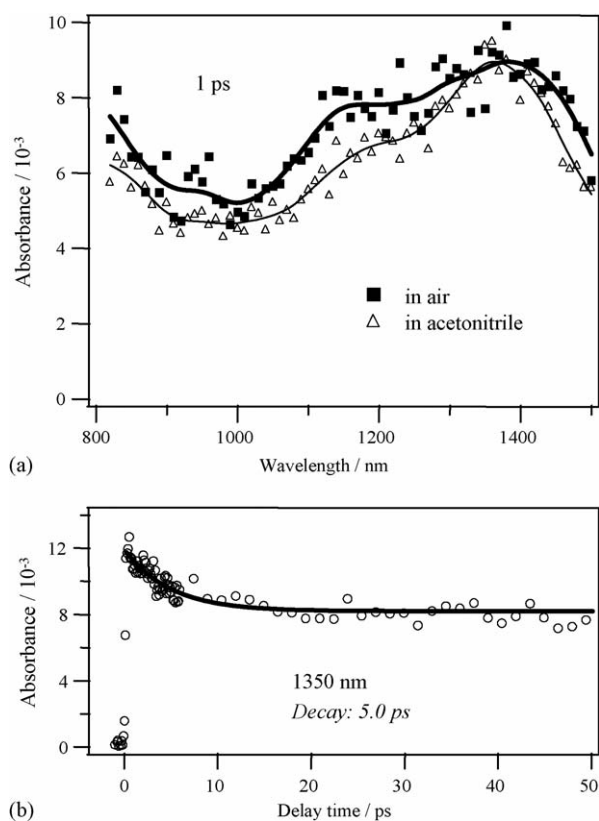 10
8
6
4
2
0
Absorbance / 10⁻³
1 ps
in air
in acetonitrile
800
1000
1200
1400
Wavelength / nm
(a)
12
8
4
0
Absorbance / 10⁻³
1350 nm
Decay: 5.0 ps
0
10
20
30
40
50
Delay time / ps
(b)